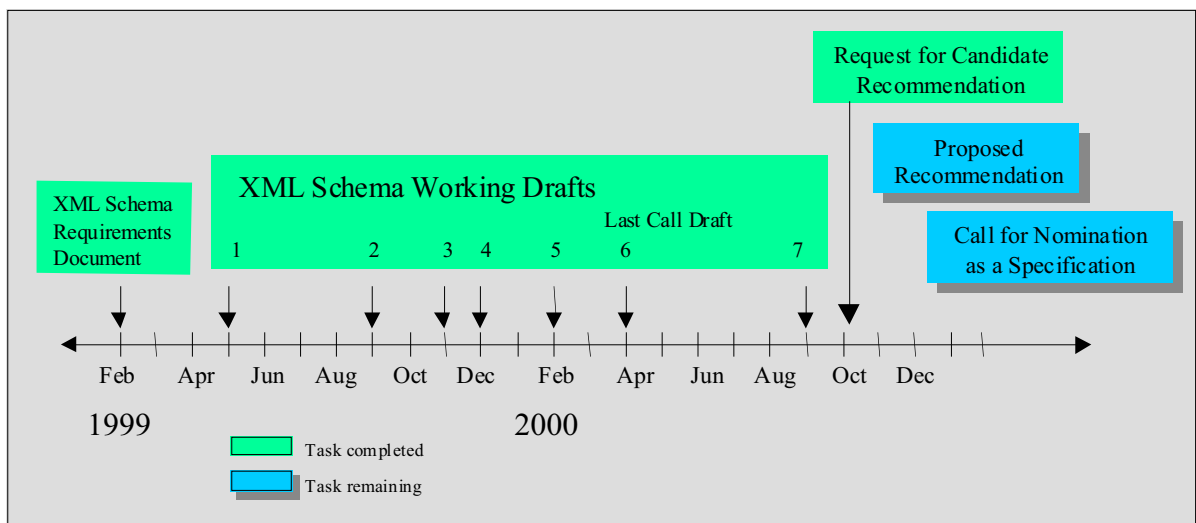 Request for Candidate
Recommendation
Proposed
Recommendation
XML Schema Working Drafts
XML Schema
Requirements
Document
Last Call Draft
Call for Nomination
as a Specification
1 2 3 4 5 6 7
Feb Apr Jun Aug Oct Dec Feb Apr Jun Aug Oct Dec
1999 2000
Task completed
Task remaining